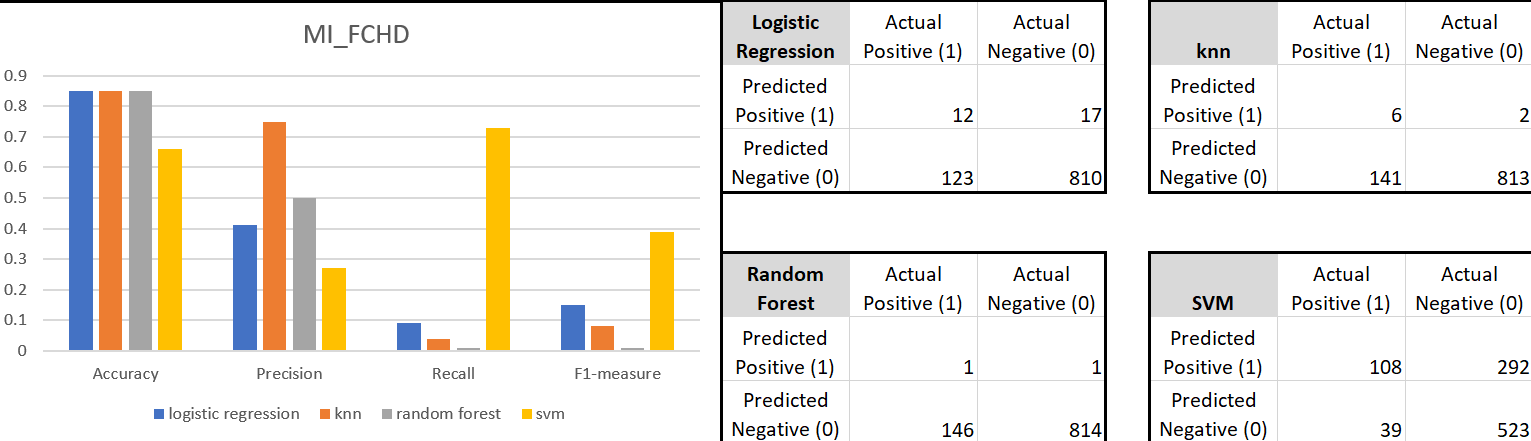 MI_FCHD
0.9
0.8
0.7
0.6
0.5
0.4
0.3
0.2
0.1
0
Accuracy Precision Recall F1-measure
logistic regression knn random forest svm
Logistic Actual Actual
Regression Positive (1) Negative (0)
Predicted
Positive (1) 12 17
Predicted
Negative (0) 123 810
Actual Actual
knn Positive (1) Negative (0)
Predicted
Positive (1) 6 2
Predicted
Negative (0) 141 813
Random Actual Actual
Forest Positive (1) Negative (0)
Predicted
Positive (1) 1 1
Predicted
Negative (0) 146 814
Actual Actual
SVM Positive (1) Negative (0)
Predicted
Positive (1) 108 292
Predicted
Negative (0) 39 523